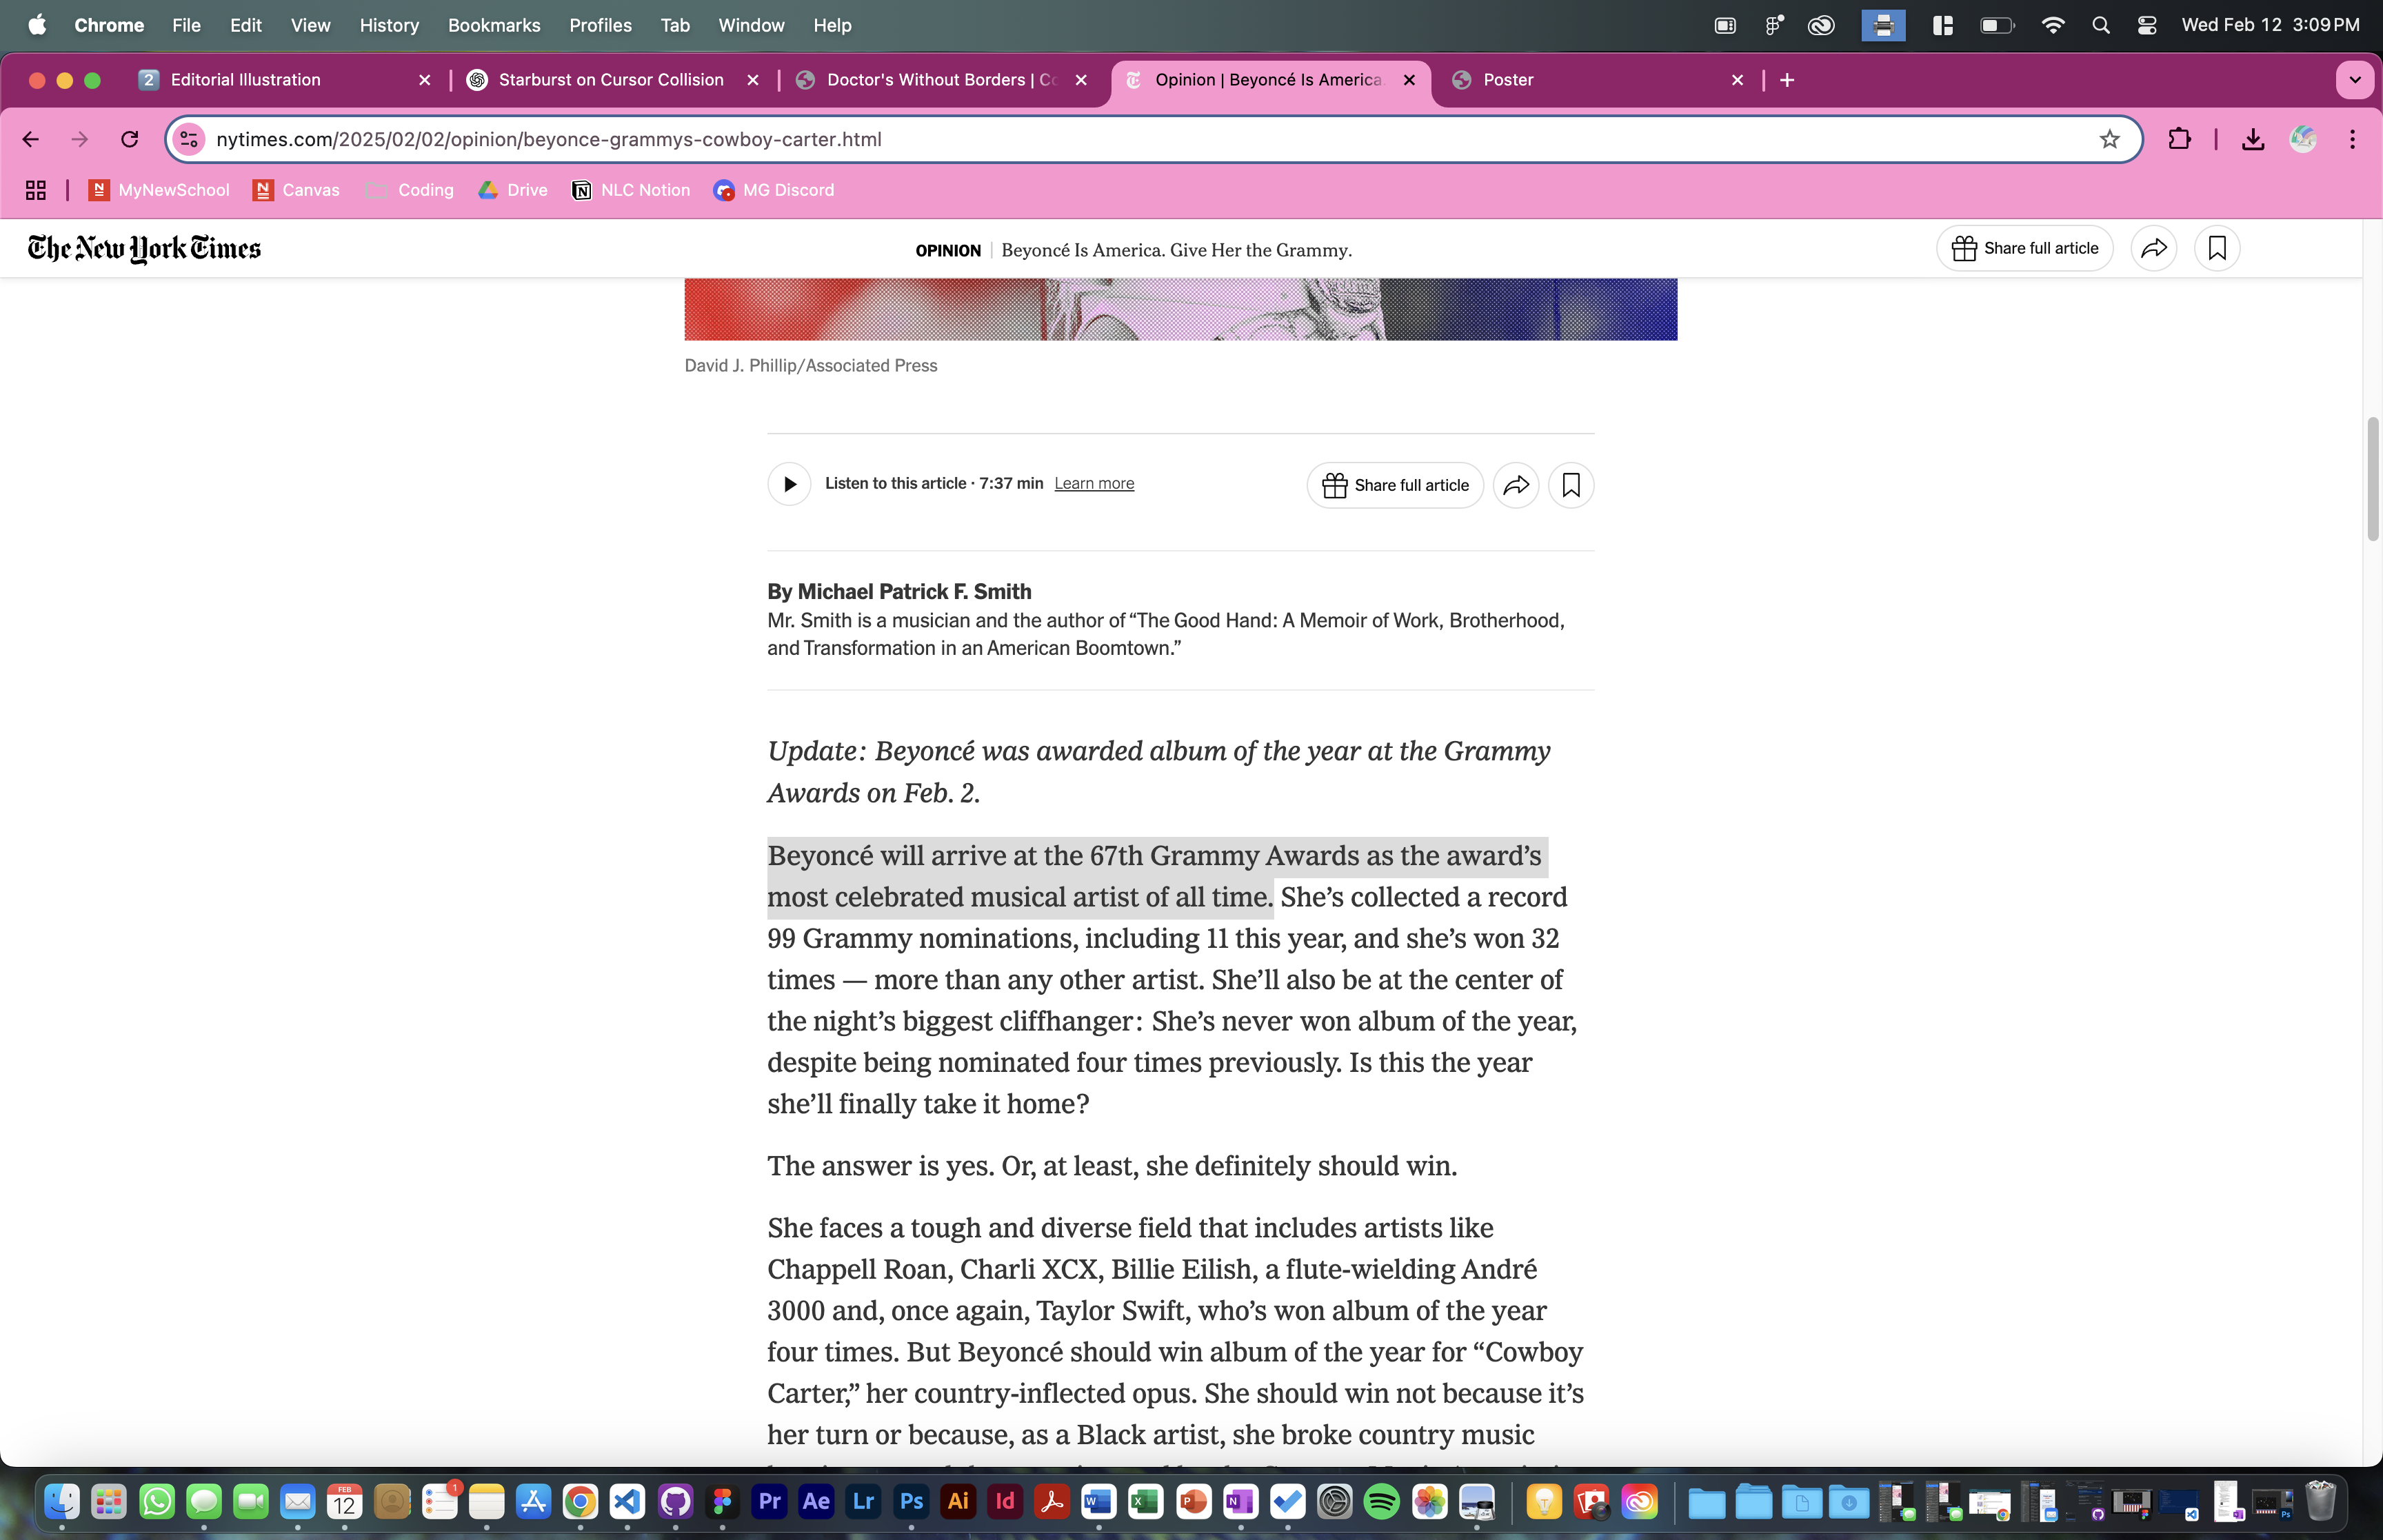 Chrome File Edit View History Bookmarks Profiles Tab Window Help Wed Feb 12 3:09 PM
2 Editorial Illustration Starburst on Cursor Collision Doctor's Without Borders | Co Opinion | Beyoncé Is America. Poster
nytimes.com/2025/02/02/opinion/beyonce-grammys-cowboy-carter.html
MyNewSchool Canvas Coding Drive NLC Notion MG Discord
The New York Times OPINION | Beyoncé Is America. Give Her the Grammy. Share full article
David J. Phillip/Associated Press
Listen to this article · 7:37 min Learn more Share full article
By Michael Patrick F. Smith
Mr. Smith is a musician and the author of “The Good Hand: A Memoir of Work, Brotherhood,
and Transformation in an American Boomtown.”
Update: Beyoncé was awarded album of the year at the Grammy
Awards on Feb. 2.
Beyoncé will arrive at the 67th Grammy Awards as the award’s
most celebrated musical artist of all time. She’s collected a record
99 Grammy nominations, including 11 this year, and she’s won 32
times — more than any other artist. She’ll also be at the center of
the night’s biggest cliffhanger: She’s never won album of the year,
despite being nominated four times previously. Is this the year
she’ll finally take it home?
The answer is yes. Or, at least, she definitely should win.
She faces a tough and diverse field that includes artists like
Chappell Roan, Charli XCX, Billie Eilish, a flute-wielding André
3000 and, once again, Taylor Swift, who’s won album of the year
four times. But Beyoncé should win album of the year for “Cowboy
Carter,” her country-inflected opus. She should win not because it’s
her turn or because, as a Black artist, she broke country music
FEB 12 1 Pr Ae Lr Ps Ai Id W X P N